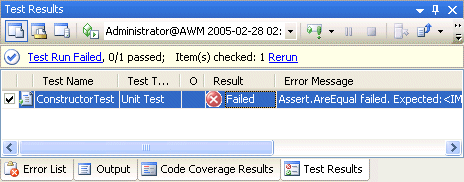 Test Results
Administrator@AWM 2005-02-28 02:
Test Run Failed, 0/1 passed; Item(s) checked: 1 Rerun
Test Name Test T... O Result Error Message
ConstructorTest Unit Test Failed Assert.AreEqual failed. Expected:<IM
Error List Output Code Coverage Results Test Results